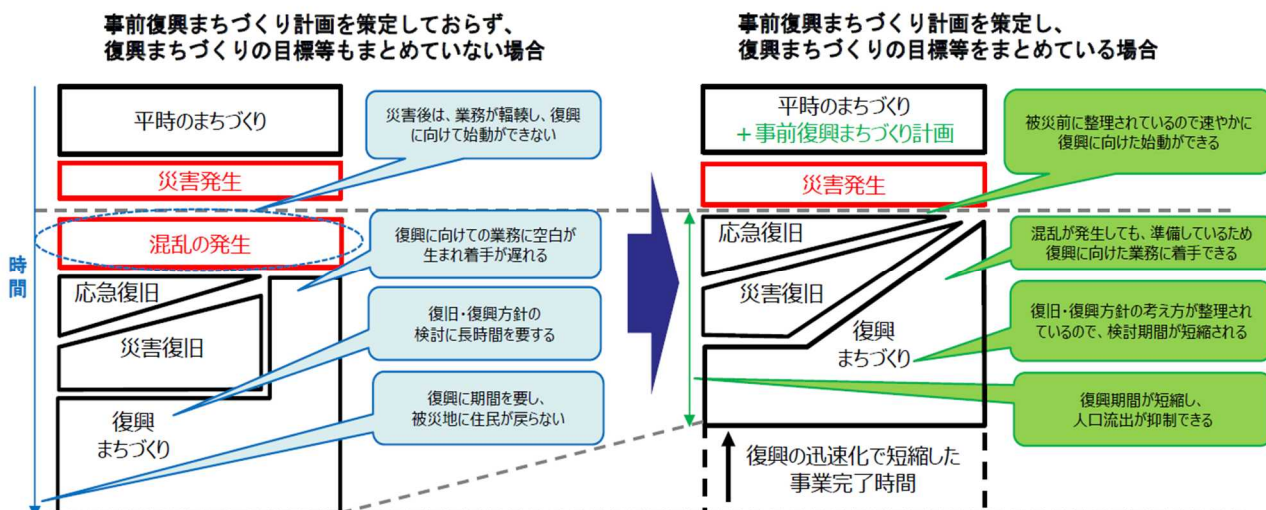 事前復興まちづくり計画を策定しておらず、
復興まちづくりの目標等もまとめていない場合
時間
平時のまちづくり
災害発生
混乱の発生
応急復旧
災害復旧
復興
まちづくり
災害後は、業務が輻輳し、復興
に向けて始動ができない
復興に向けての業務に空白が
生まれ着手が遅れる
復旧・復興方針の
検討に長時間を要する
復興に期間を要し、
被災地に住民が戻らない
事前復興まちづくり計画を策定し、
復興まちづくりの目標等をまとめている場合
平時のまちづくり
＋事前復興まちづくり計画
災害発生
応急復旧
災害復旧
復興
まちづくり
復興の迅速化で短縮した
事業完了時間
被災前に整理されているので速やかに
復興に向けた始動ができる
混乱が発生しても、準備しているため
復興に向けた業務に着手できる
復旧・復興方針の考え方が整理され
ているので、検討期間が短縮される
復興期間が短縮し、
人口流出が抑制できる